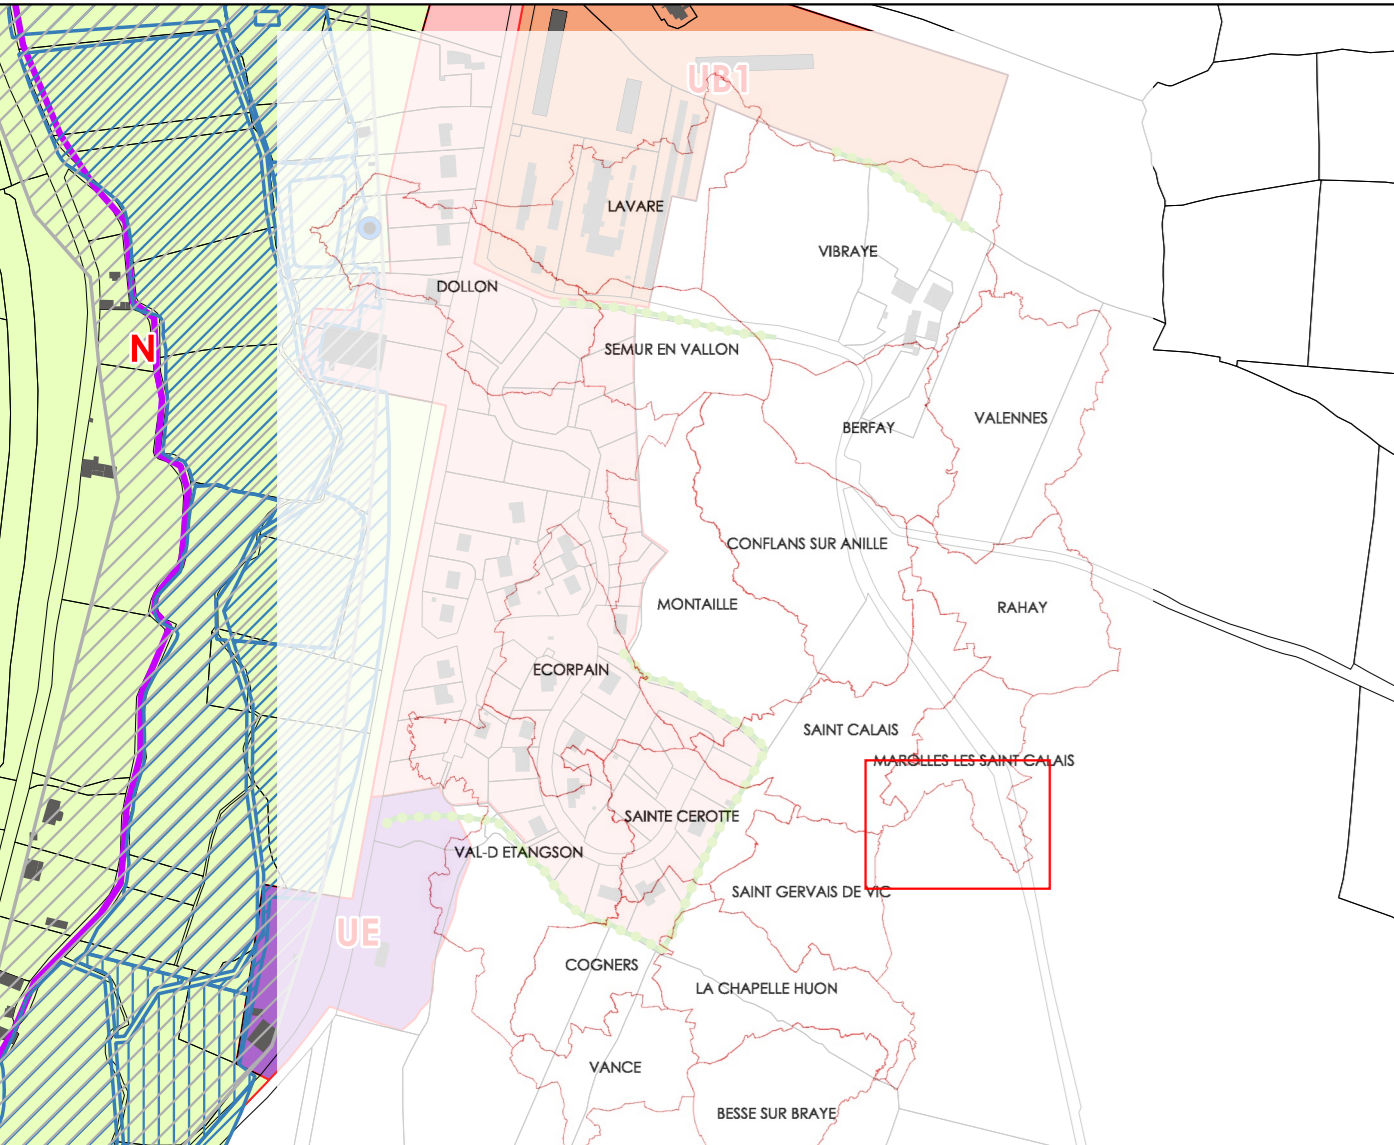 UB1
LAVARE
VIBRAYE
DOLLON
N
SEMUR EN VALLON
VALENNES
BERFAY
CONFLANS SUR ANILLE
MONTAILLE
RAHAY
ECORPAIN
SAINT CALAIS
MAROLLES LES SAINT CALAIS
SAINTE CEROTTE
VAL-D ETANGSON
SAINT GERVAIS DE VIC
UE
COGNERS
LA CHAPELLE HUON
VANCE
BESSE SUR BRAYE